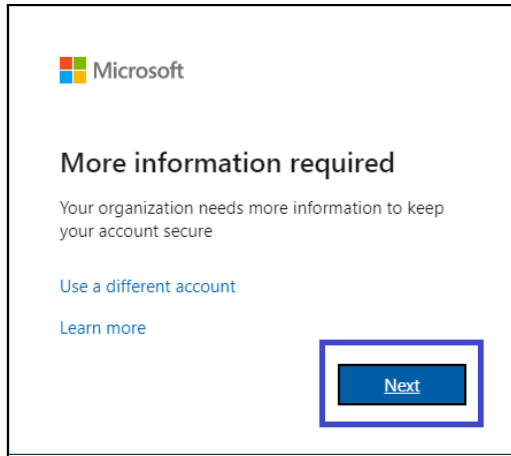 Microsoft
More information required
Your organization needs more information to keep
your account secure
Use a different account
Learn more
Next